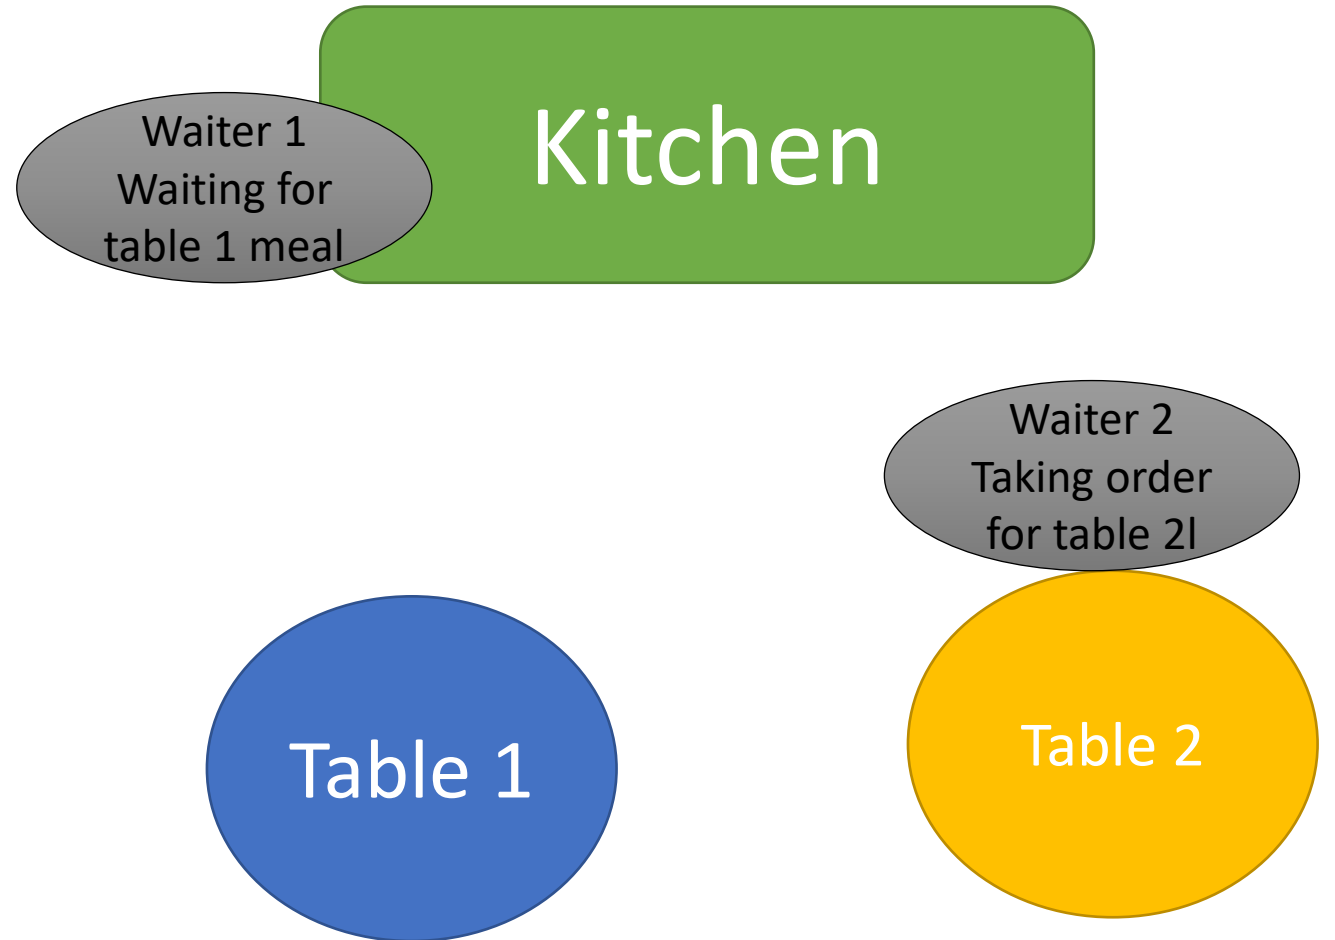 Waiter 1
Waiting for
table 1 meal
Kitchen
Waiter 2
Taking order
for table 2l
Table 1
Table 2